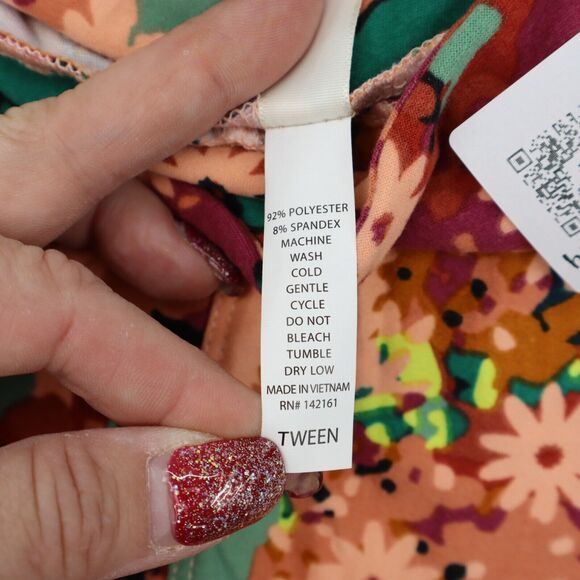 92% POLYESTER
8% SPANDEX
MACHINE
WASH
COLD
GENTLE
CYCLE
DO NOT
BLEACH
TUMBLE
DRY LOW
MADE IN VIETNAM
RN# 142161
TWEEN